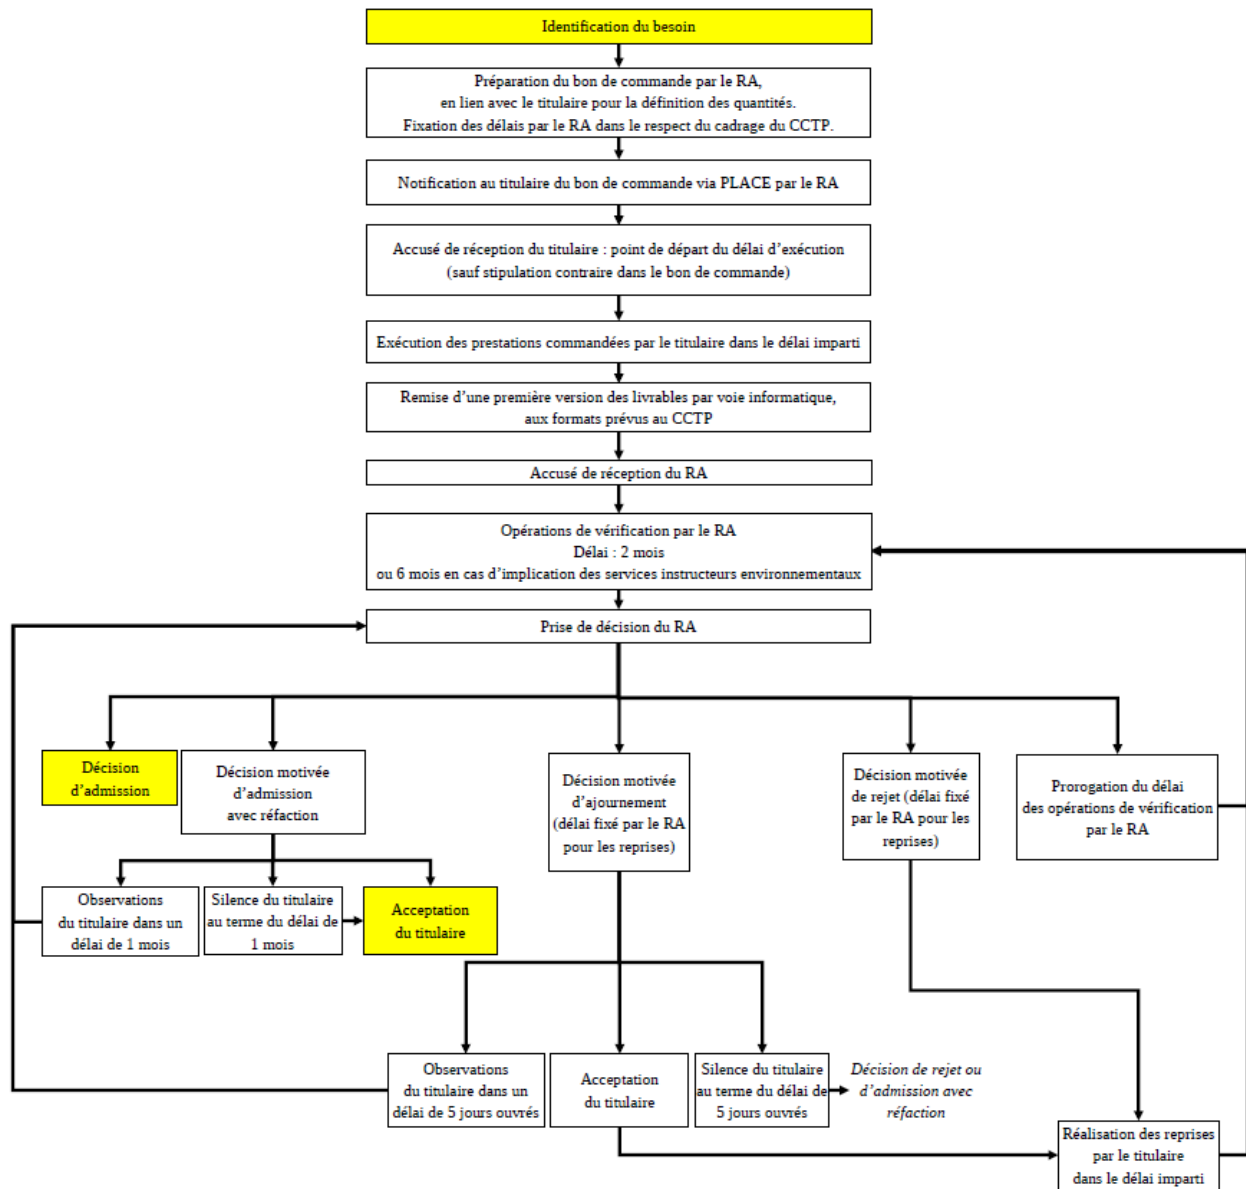 Identification du besoin
Préparation du bon de commande par le RA,
en lien avec le titulaire pour la définition des quantités.
Fixation des délais par le RA dans le respect du cadrage du CCTP.
Notification au titulaire du bon de commande via PLACE par le RA
Accusé de réception du titulaire : point de départ du délai d’exécution
(sauf stipulation contraire dans le bon de commande)
Exécution des prestations commandées par le titulaire dans le délai imparti
Remise d’une première version des livrables par voie informatique,
aux formats prévus au CCTP
Accusé de réception du RA
Opérations de vérification par le RA
Délai : 2 mois
ou 6 mois en cas d’implication des services instructeurs environnementaux
Prise de décision du RA
Décision
d’admission
Décision motivée
d’admission
avec réfaction
Décision motivée
d’ajournement
(délai fixé par le RA
pour les reprises)
Décision motivée
de rejet (délai fixé
par le RA pour les
reprises)
Prorogation du délai
des opérations de vérification
par le RA
Observations
du titulaire dans un
délai de 1 mois
Silence du titulaire
au terme du délai de
1 mois
Acceptation
du titulaire
Observations
du titulaire dans un
délai de 5 jours ouvrés
Acceptation
du titulaire
Silence du titulaire
au terme du délai de
5 jours ouvrés
Décision de rejet ou
d’admission avec
réfaction
Réalisation des reprises
par le titulaire
dans le délai imparti